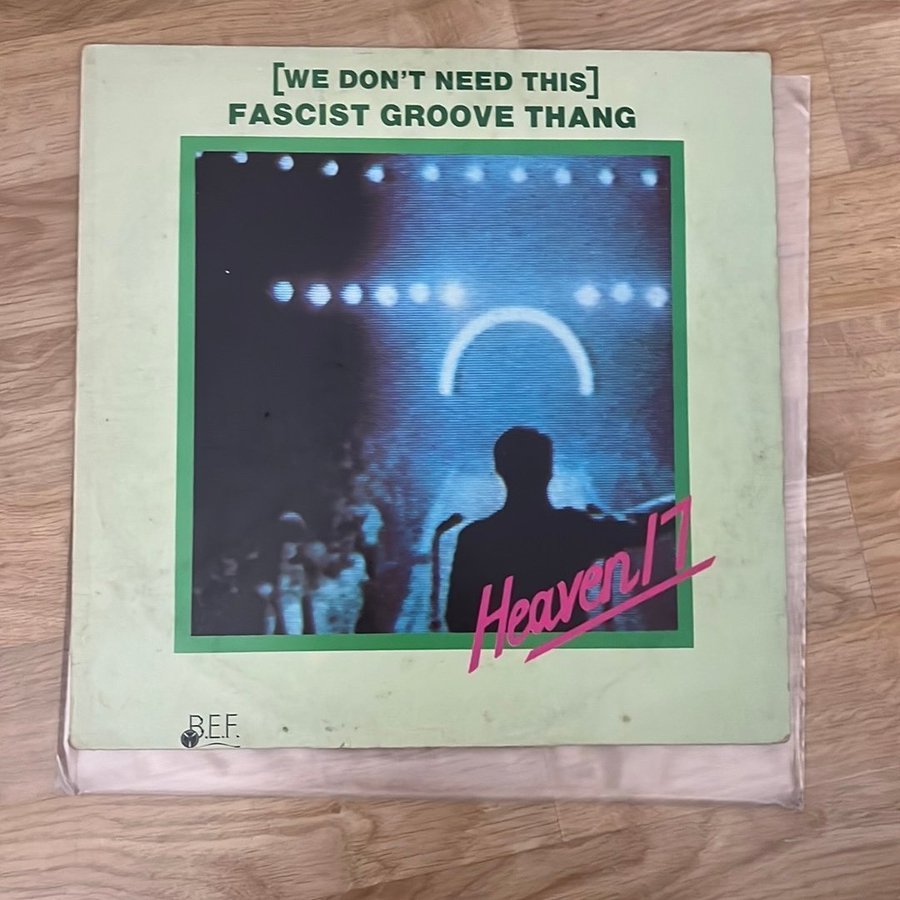 [WE DON'T NEED THIS]
FASCIST GROOVE THANG
Heaven 17
B.E.F.